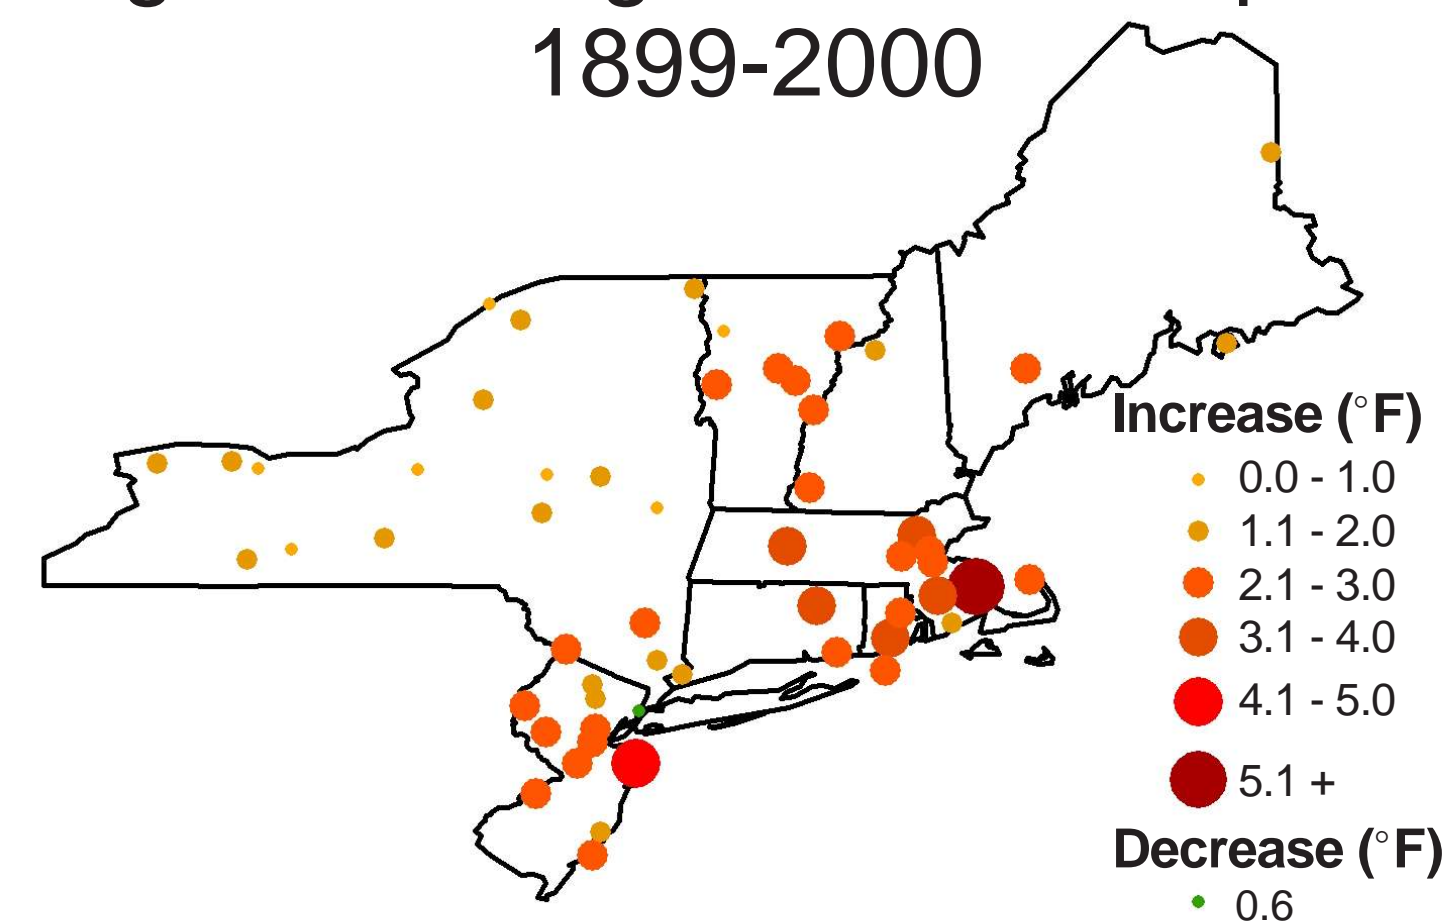 1899-2000
Increase (°F)
0.0 - 1.0
1.1 - 2.0
2.1 - 3.0
3.1 - 4.0
4.1 - 5.0
5.1 +
Decrease (°F)
0.6